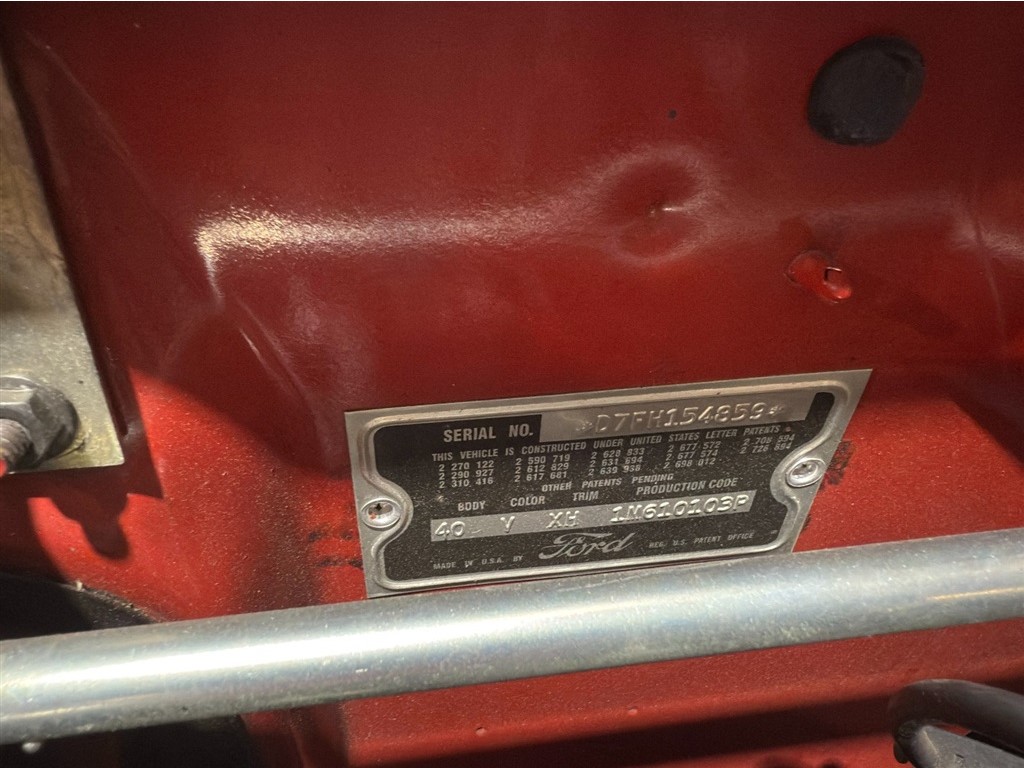 SERIAL NO. *D7FH154859*
THIS VEHICLE IS CONSTRUCTED UNDER UNITED STATES LETTER PATENTS
2 270 122 2 590 719 2 628 833 2 677 572 2 708 594
2 290 927 2 612 829 2 631 694 2 677 574 2 726 894
2 310 416 2 617 681 2 639 938 2 698 012
OTHER PATENTS PENDING
BODY COLOR TRIM PRODUCTION CODE
40 V XH 1M610103P
MADE IN U.S.A. BY Ford REG. U.S. PATENT OFFICE